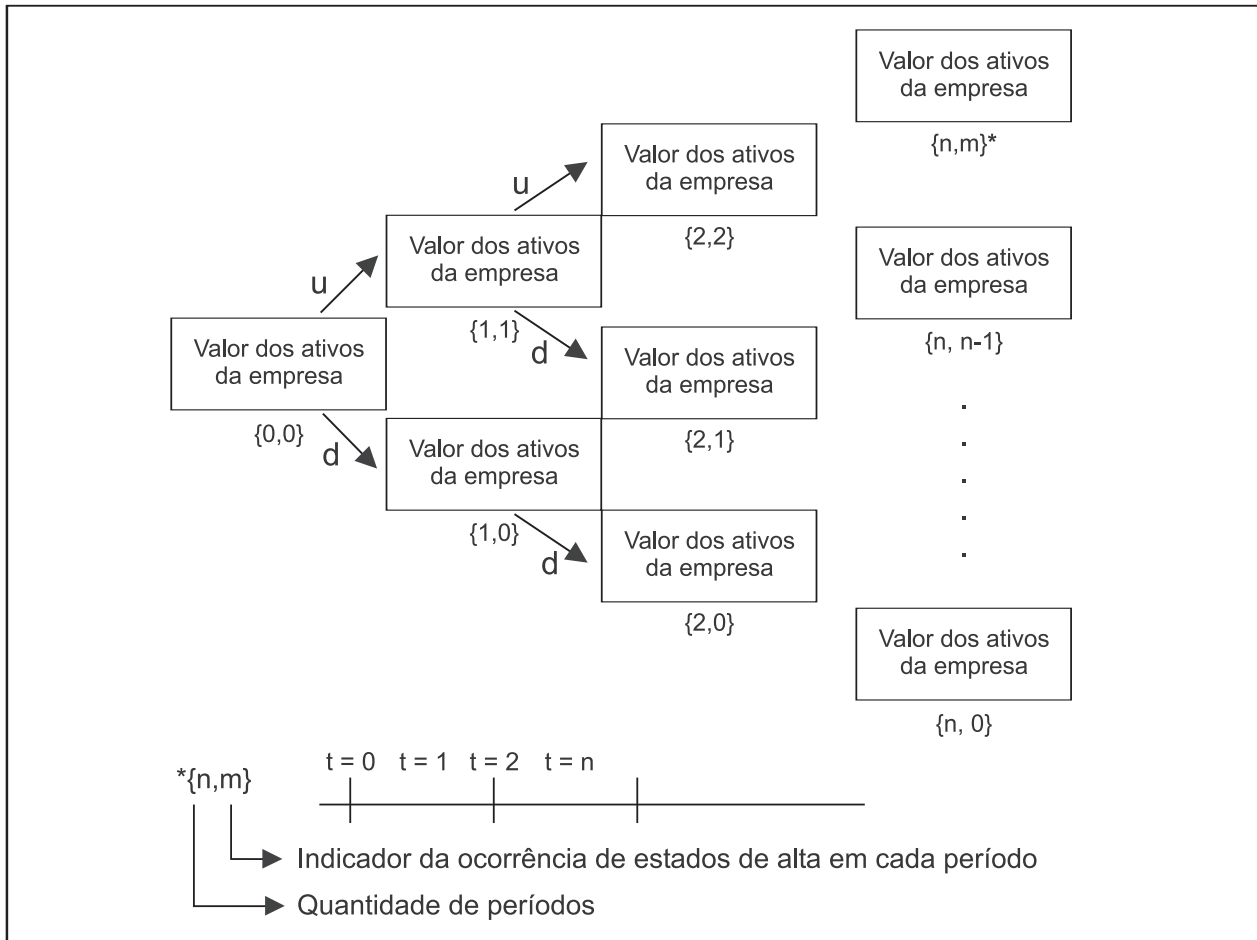 Valor dos ativos
da empresa
{n,m}*
Valor dos ativos
da empresa
{2,2}
u
Valor dos ativos
da empresa
{n, n-1}
Valor dos ativos
da empresa
{1,1}
u
d
Valor dos ativos
da empresa
{0,0}
Valor dos ativos
da empresa
{2,1}
d
Valor dos ativos
da empresa
{1,0}
d
Valor dos ativos
da empresa
{2,0}
Valor dos ativos
da empresa
{n, 0}
t = 0 t = 1 t = 2 t = n
*{n,m}
Indicador da ocorrência de estados de alta em cada período
Quantidade de períodos